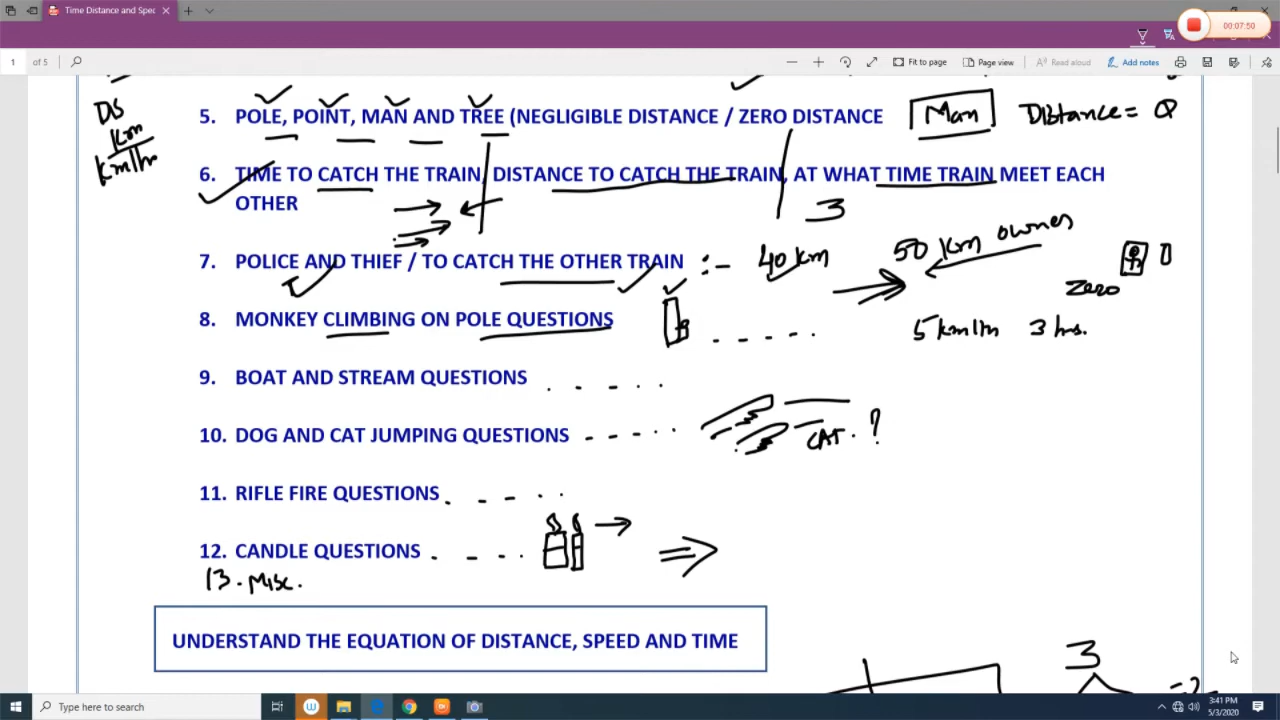 Time Distance and Spee
00:07:50
1 of 5
Fit to page
Page view
Read aloud
Add notes
DS
km
km/hr
5. POLE, POINT, MAN AND TREE (NEGLIGIBLE DISTANCE / ZERO DISTANCE
Man Distance = 0
6. TIME TO CATCH THE TRAIN, DISTANCE TO CATCH THE TRAIN, AT WHAT TIME TRAIN MEET EACH
OTHER
3
7. POLICE AND THIEF / TO CATCH THE OTHER TRAIN :- 40 km 50 km owner
T
Zero
8. MONKEY CLIMBING ON POLE QUESTIONS
5 km/hr 3 hrs.
9. BOAT AND STREAM QUESTIONS
10. DOG AND CAT JUMPING QUESTIONS
CAT. ?
11. RIFLE FIRE QUESTIONS
12. CANDLE QUESTIONS
13. Misc.
UNDERSTAND THE EQUATION OF DISTANCE, SPEED AND TIME
3
Type here to search
3:41 PM
5/3/2020